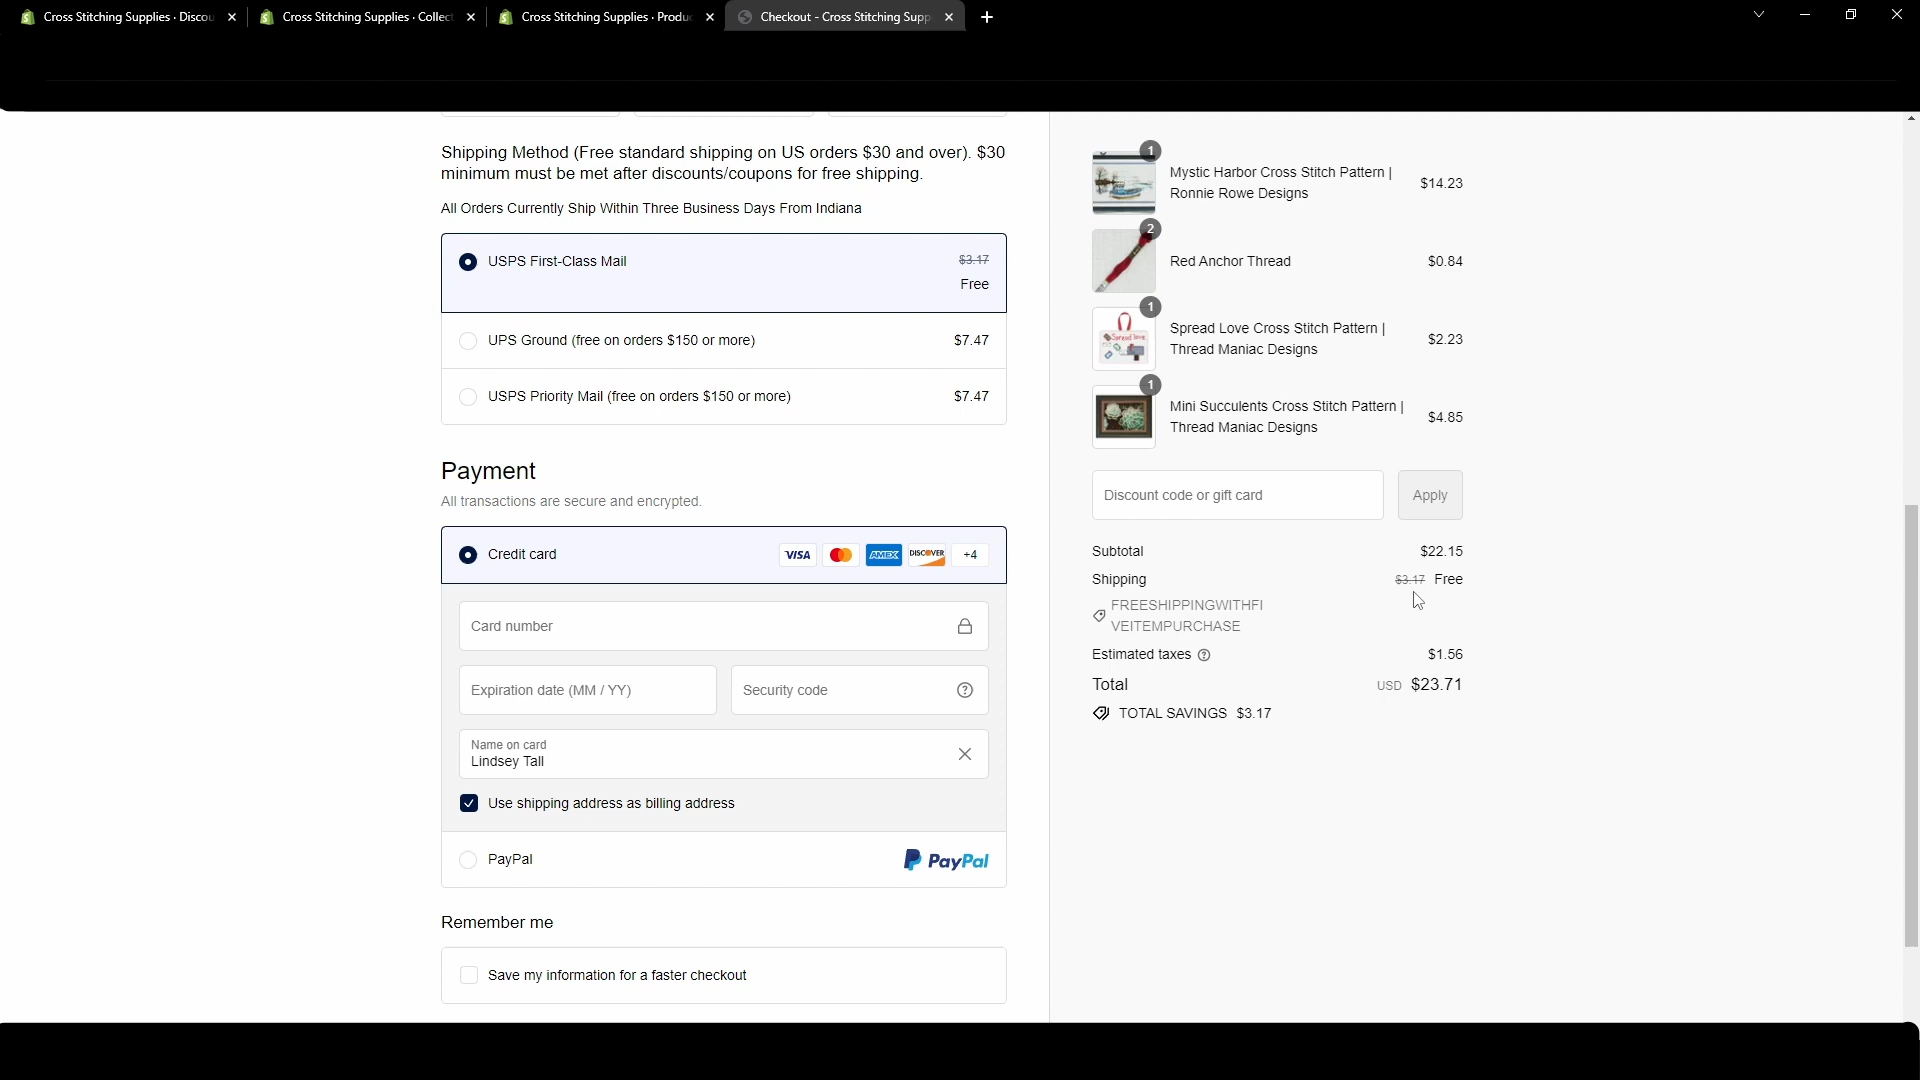 Cross Stitching Supplies · Discou
Cross Stitching Supplies · Collect
Cross Stitching Supplies · Produc
Checkout - Cross Stitching Supp
Shipping Method (Free standard shipping on US orders $30 and over). $30
minimum must be met after discounts/coupons for free shipping.
All Orders Currently Ship Within Three Business Days From Indiana
USPS First-Class Mail $3.17
Free
UPS Ground (free on orders $150 or more) $7.47
USPS Priority Mail (free on orders $150 or more) $7.47
Payment
All transactions are secure and encrypted.
Credit card VISA AMEX DISCOVER +4
Card number
Expiration date (MM / YY) Security code
Name on card
Lindsey Tall
Use shipping address as billing address
PayPal PayPal
Remember me
Save my information for a faster checkout
1
Mystic Harbor Cross Stitch Pattern |
Ronnie Rowe Designs
$14.23
2
Red Anchor Thread $0.84
1
Spread Love Cross Stitch Pattern |
Thread Maniac Designs
$2.23
Spread love
1
Mini Succulents Cross Stitch Pattern |
Thread Maniac Designs
$4.85
Discount code or gift card Apply
Subtotal $22.15
Shipping $3.17 Free
FREESHIPPINGWITHFI
VEITEMPURCHASE
Estimated taxes $1.56
Total USD $23.71
TOTAL SAVINGS $3.17